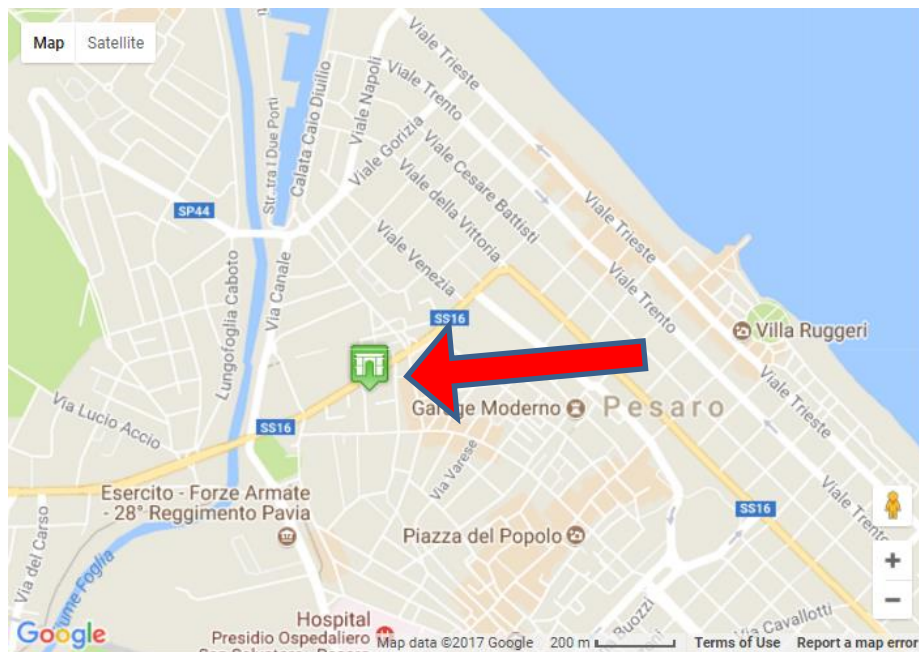 Map Satellite
Viale Trieste
Viale Trento
Viale Napoli
Viale Gorizia
Calata Caio Duilio
Str..tra I Due Porti
Viale Cesare Battisti
Viale della Vittoria
Viale Venezia
SP44
Viale Trieste
Viale Trento
Lungofoglia Caboto
Via Canale
SS16
Villa Ruggeri
Viale Trieste
Garage Moderno
Pesaro
Via Lucio Accio
SS16
Via Varese
Esercito - Forze Armate
- 28° Reggimento Pavia
SS16
Viale Trento
Piazza del Popolo
Via del Carso
Hospital
Presidio Ospedaliero
Via Cavallotti
Google
Map data ©2017 Google 200 m Terms of Use Report a map error